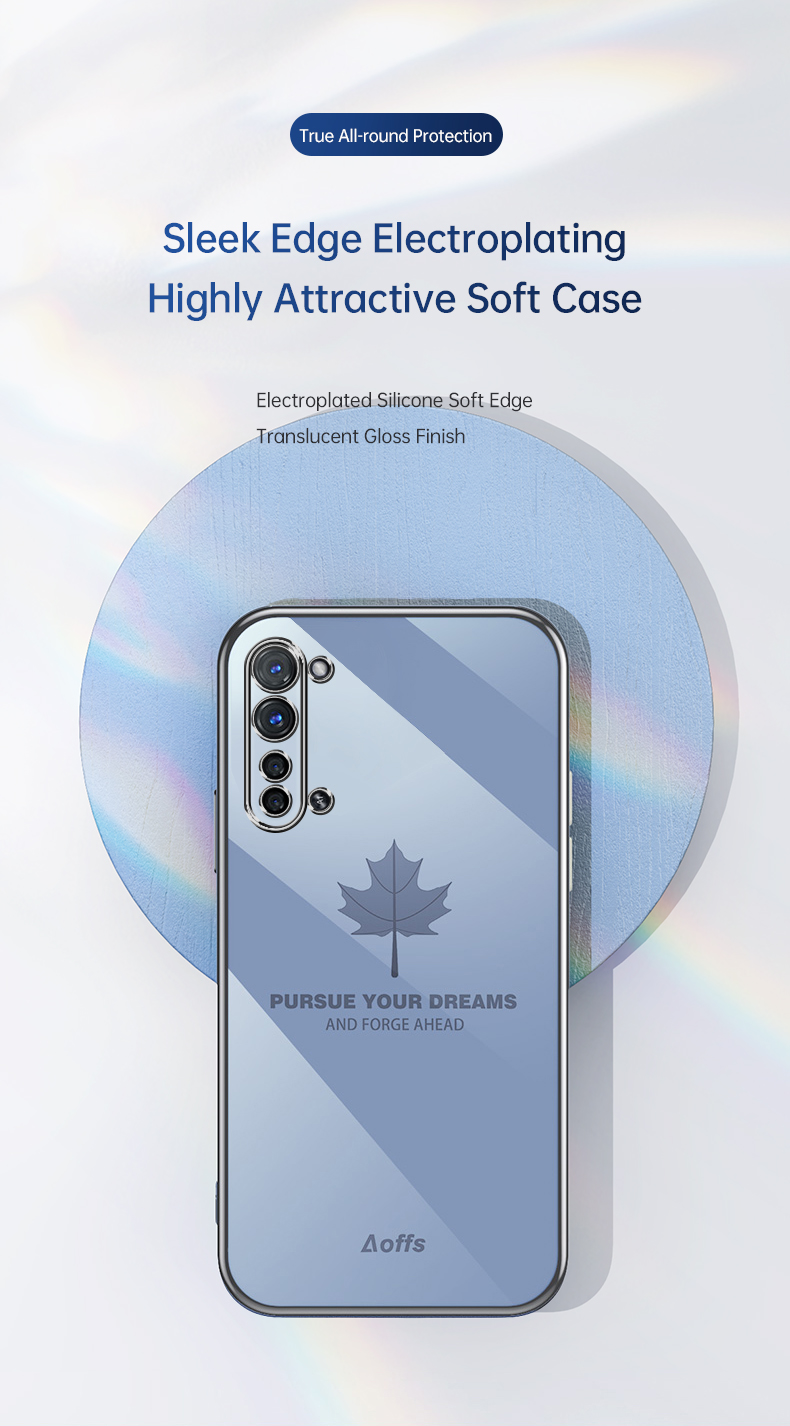 True All-round Protection
Sleek Edge Electroplating
Highly Attractive Soft Case
Electroplated Silicone Soft Edge
Translucent Gloss Finish
PURSUE YOUR DREAMS
AND FORGE AHEAD
Aoffs